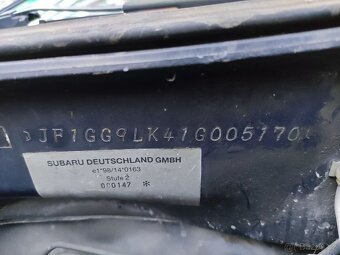 JF1GG9LK41G005170
SUBARU DEUTSCHLAND GMBH
e1*98/14*0163
Stufe 2
000147 *